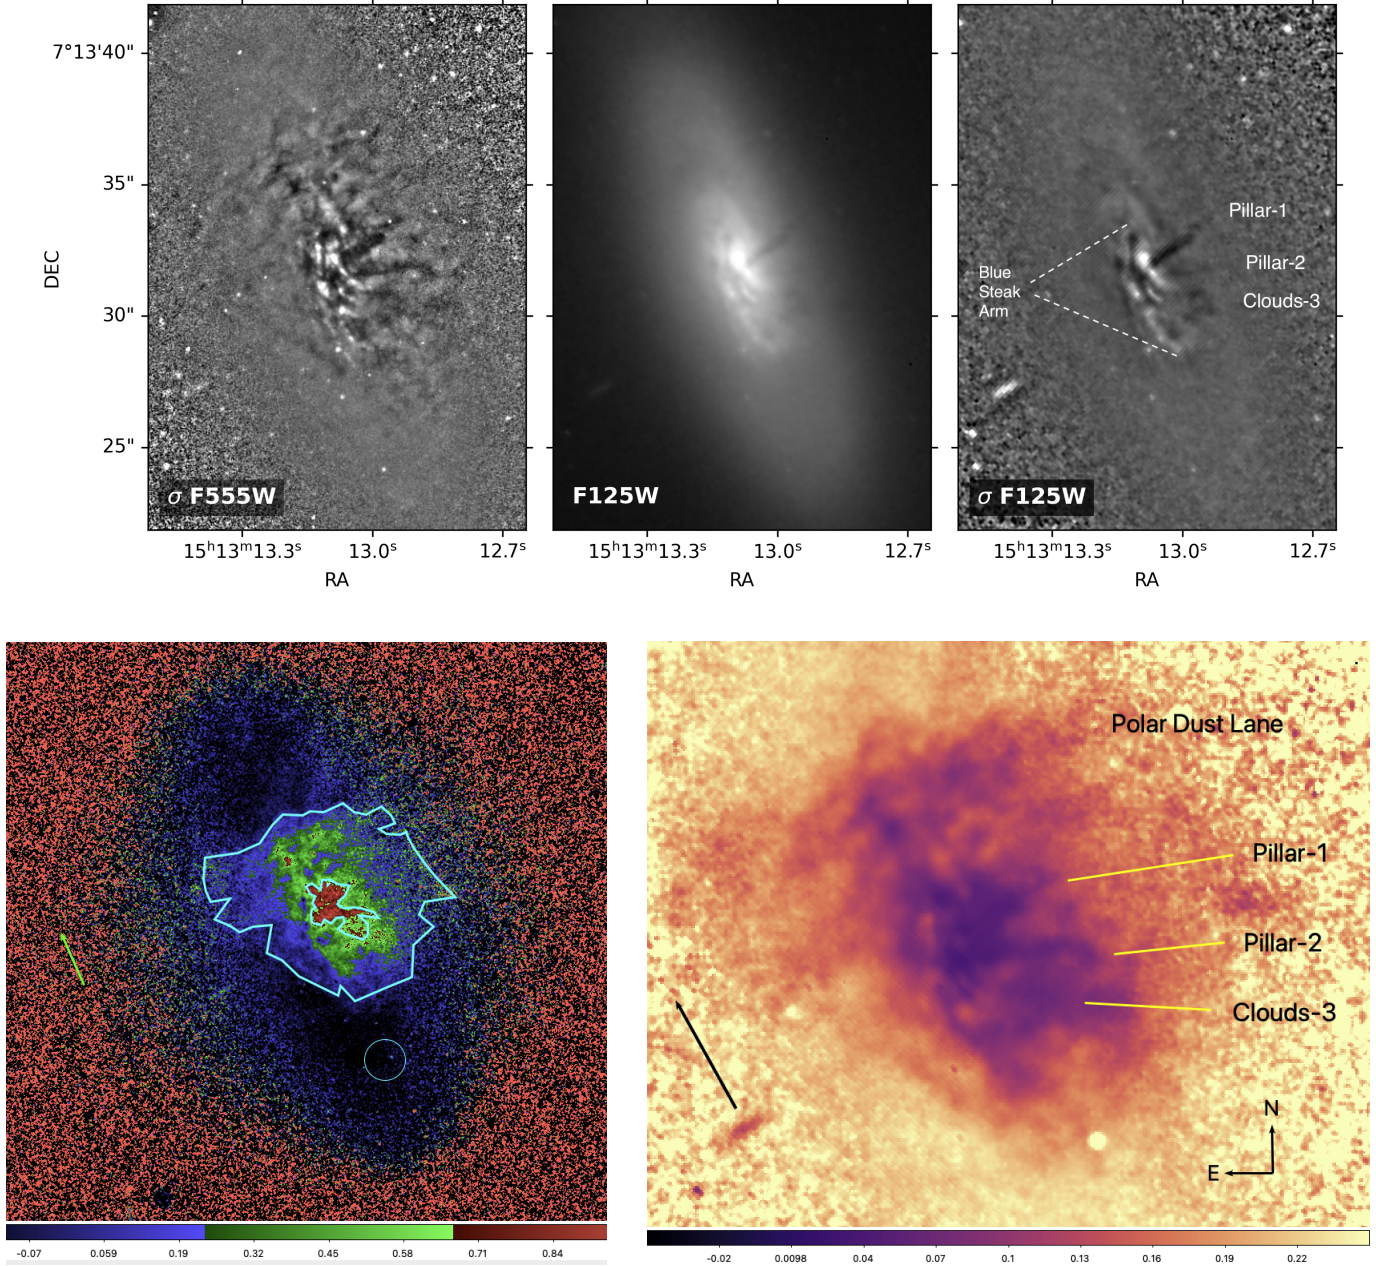 7°13'40"
35"
30"
25"
DEC
σ F555W
15ʰ13ᵐ13.3ˢ
13.0ˢ
12.7ˢ
RA
F125W
15ʰ13ᵐ13.3ˢ
13.0ˢ
12.7ˢ
RA
Pillar-1
Pillar-2
Clouds-3
Blue
Steak
Arm
σ F125W
15ʰ13ᵐ13.3ˢ
13.0ˢ
12.7ˢ
RA
-0.07 0.059 0.19 0.32 0.45 0.58 0.71 0.84
Polar Dust Lane
Pillar-1
Pillar-2
Clouds-3
N
E
-0.02 0.0098 0.04 0.07 0.1 0.13 0.16 0.19 0.22